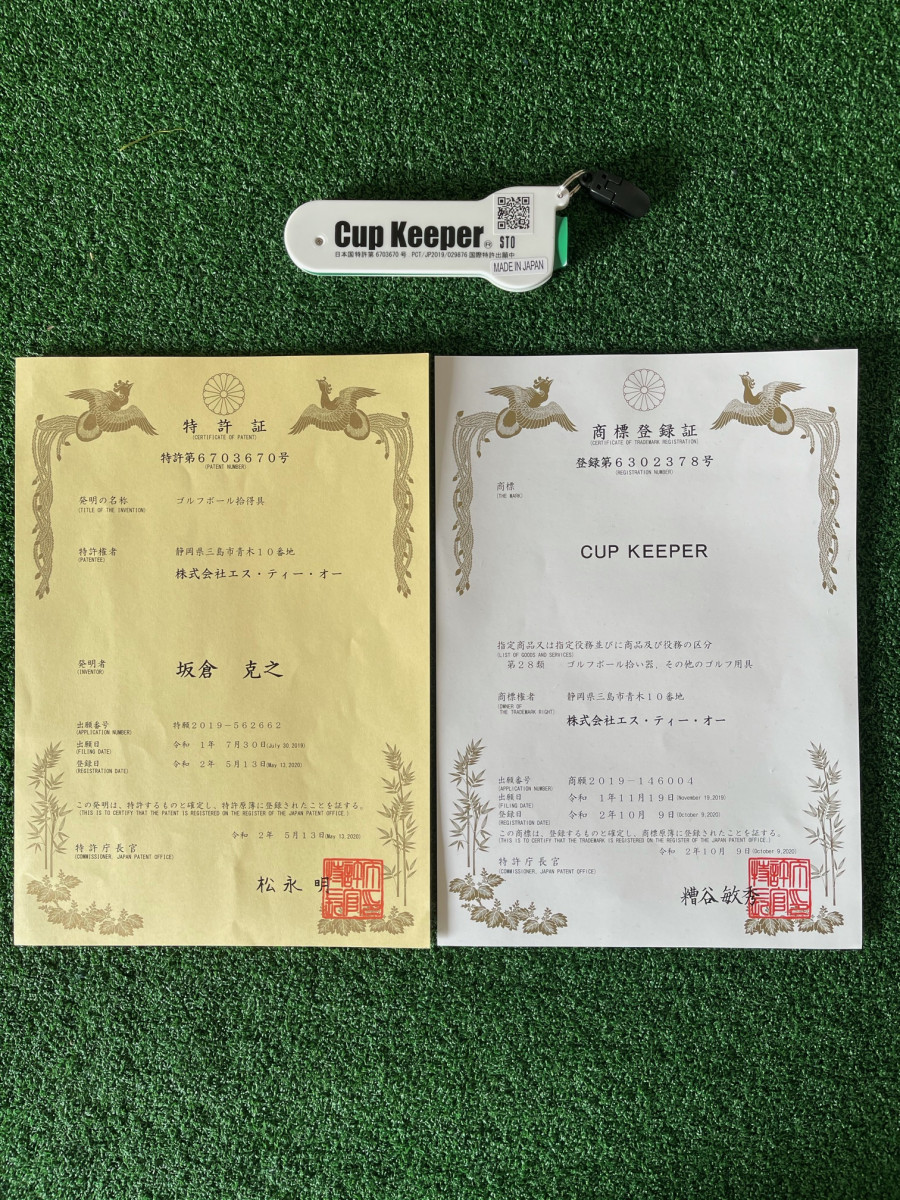 Cup Keeper® STO
日本国特許第6703670号 PCT/JP2019/029876 国際特許出願中
MADE IN JAPAN
特許証
(CERTIFICATE OF PATENT)
特許第6703670号
(PATENT NUMBER)
発明の名称 ゴルフボール拾得具
(TITLE OF THE INVENTION)
特許権者 静岡県三島市青木10番地
(PATENTEE)
株式会社エス・ティー・オー
発明者 坂倉 克之
(INVENTOR)
出願番号 特願2019-562662
(APPLICATION NUMBER)
出願日 令和 1年 7月30日(July 30,2019)
(FILING DATE)
登録日 令和 2年 5月13日(May 13,2020)
(REGISTRATION DATE)
この発明は、特許するものと確定し、特許原簿に登録されたことを証する。
(THIS IS TO CERTIFY THAT THE PATENT IS REGISTERED ON THE REGISTER OF THE JAPAN PATENT OFFICE.)
令和 2年 5月13日(May 13,2020)
特許庁長官
(COMMISSIONER, JAPAN PATENT OFFICE)
松永 明
商標登録証
(CERTIFICATE OF TRADEMARK REGISTRATION)
登録第6302378号
(REGISTRATION NUMBER)
商標
(THE MARK)
CUP KEEPER
指定商品又は指定役務並びに商品及び役務の区分
(LIST OF GOODS AND SERVICES)
第28類 ゴルフボール拾い器，その他のゴルフ用具
商標権者 静岡県三島市青木10番地
(OWNER OF
THE TRADEMARK RIGHT)
株式会社エス・ティー・オー
出願番号 商願2019-146004
(APPLICATION NUMBER)
出願日 令和 1年11月19日(November 19,2019)
(FILING DATE)
登録日 令和 2年10月 9日(October 9,2020)
(REGISTRATION DATE)
この商標は、登録するものと確定し、商標原簿に登録されたことを証する。
(THIS IS TO CERTIFY THAT THE TRADEMARK IS REGISTERED ON THE REGISTER OF THE JAPAN PATENT OFFICE.)
令和 2年10月 9日(October 9,2020)
特許庁長官
(COMMISSIONER, JAPAN PATENT OFFICE)
糟谷敏秀